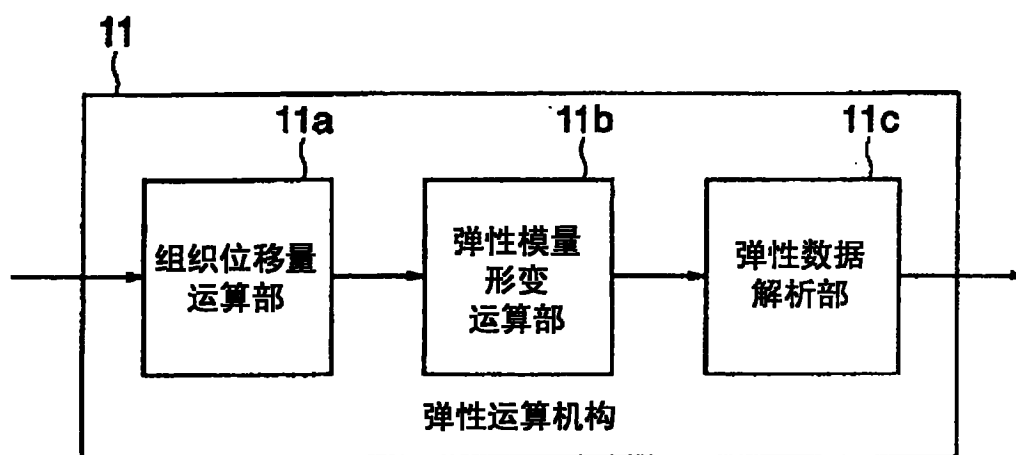 11
11a
11b
11c
组织位移量
运算部
弹性模量
形变
运算部
弹性数据
解析部
弹性运算机构